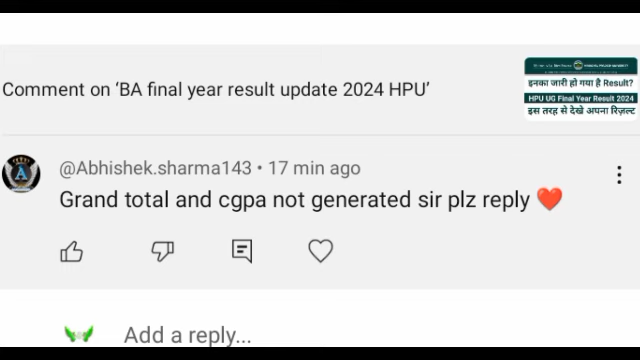 Comment on ‘BA final year result update 2024 HPU’
इनका जारी हो गया है Result?
HPU UG Final Year Result 2024
इस तरह से देखे अपना रिज़ल्ट
@Abhishek.sharma143 • 17 min ago
A
Grand total and cgpa not generated sir plz reply ❤️
Add a reply...